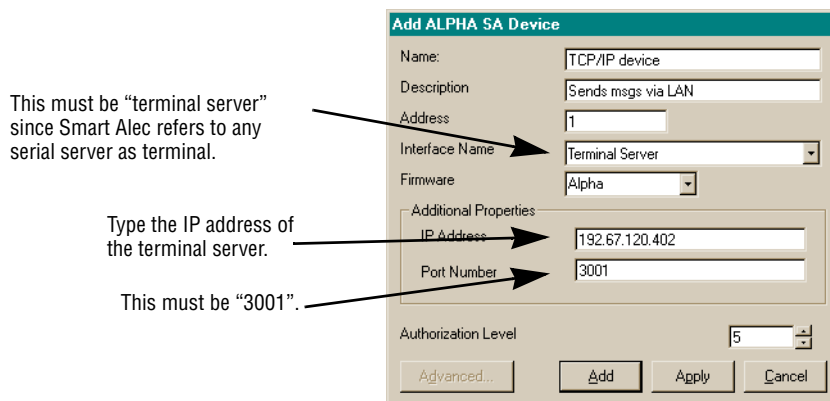 Add ALPHA SA Device
Name: TCP/IP device
Description Sends msgs via LAN
Address 1
This must be “terminal server”
since Smart Alec refers to any
serial server as terminal.
Interface Name Terminal Server
Firmware Alpha
Additional Properties
Type the IP address of
the terminal server.
IP Address 192.67.120.402
Port Number 3001
This must be “3001”.
Authorization Level 5
Advanced... Add Apply Cancel